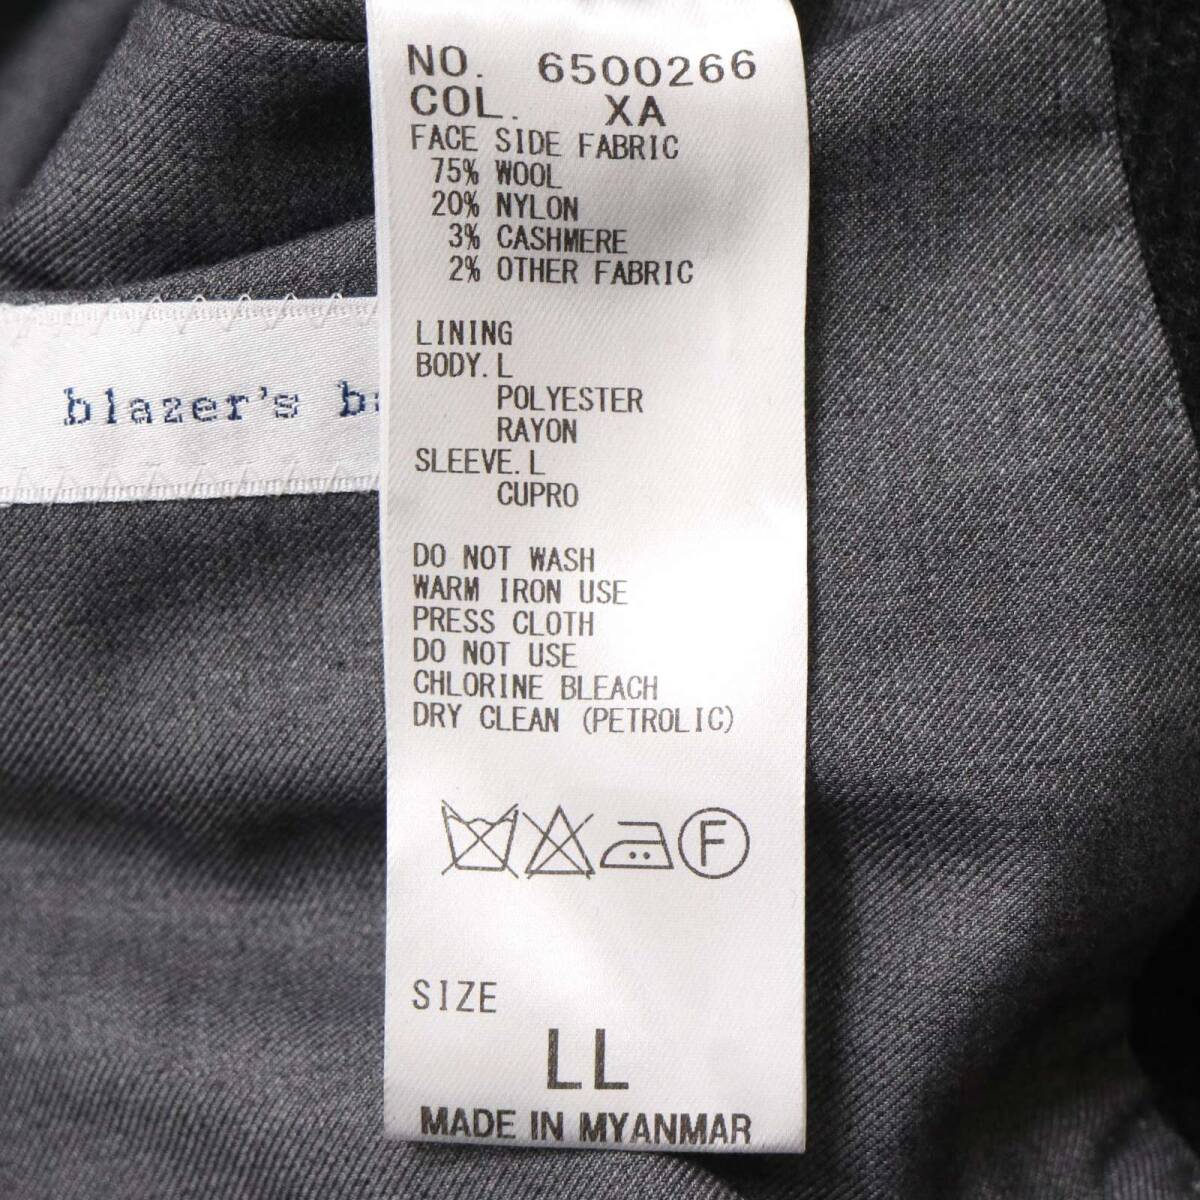 NO. 6500266
COL. XA
FACE SIDE FABRIC
75% WOOL
20% NYLON
3% CASHMERE
2% OTHER FABRIC
LINING
BODY.L
POLYESTER
RAYON
SLEEVE.L
CUPRO
DO NOT WASH
WARM IRON USE
PRESS CLOTH
DO NOT USE
CHLORINE BLEACH
DRY CLEAN (PETROLIC)
F
SIZE
LL
MADE IN MYANMAR
blazer's